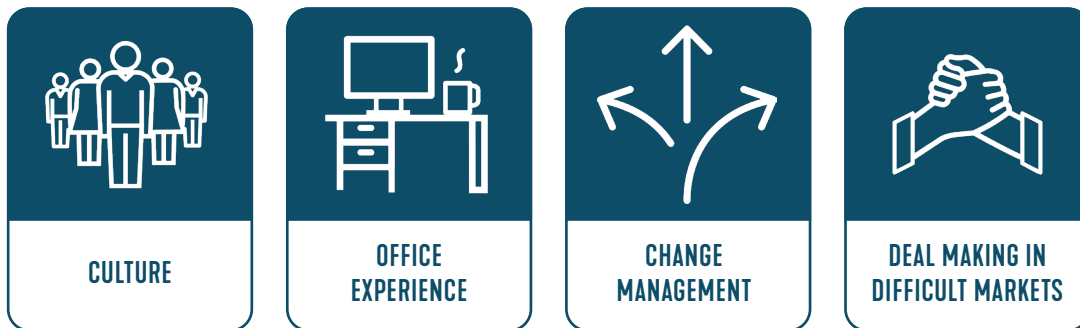 CULTURE
OFFICE
EXPERIENCE
CHANGE
MANAGEMENT
DEAL MAKING IN
DIFFICULT MARKETS